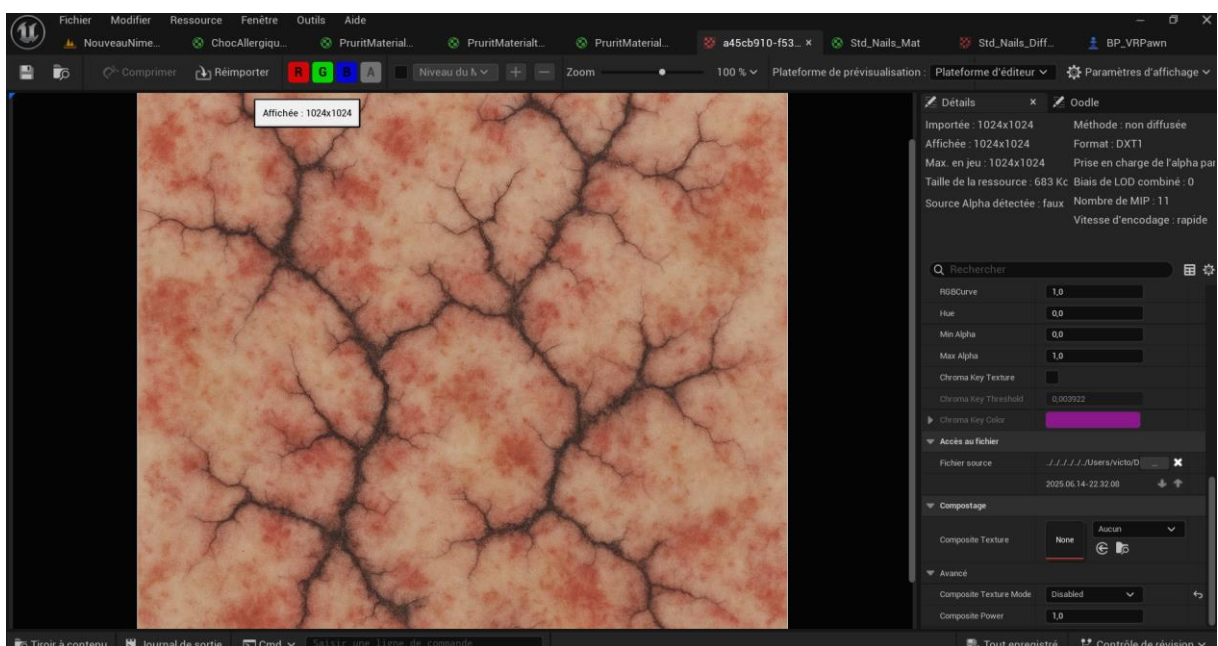 Fichier Modifier Ressource Fenêtre Outils Aide
NouveauNime... ChocAllergiqu... PruritMaterial... PruritMaterialt... PruritMaterial... a45cb910-f53... × Std_Nails_Mat Std_Nails_Diff... BP_VRPawn
Comprimer Réimporter R G B A Niveau du M Zoom 100 % Plateforme de prévisualisation : Plateforme d'éditeur Paramètres d'affichage
Affichée : 1024x1024
Détails × Oodle
Importée : 1024x1024 Méthode : non diffusée
Affichée : 1024x1024 Format : DXT1
Max. en jeu : 1024x1024 Prise en charge de l'alpha par
Taille de la ressource : 683 Kc Biais de LOD combiné : 0
Source Alpha détectée : faux Nombre de MIP : 11
Vitesse d'encodage : rapide
Rechercher
RGBCurve 1,0
Hue 0,0
Min Alpha 0,0
Max Alpha 1,0
Chroma Key Texture
Chroma Key Threshold 0,003922
Chroma Key Color
Accès au fichier
Fichier source ../../../../../../Users/victo/D ...
2025.06.14-22.32.08
Compostage
Composite Texture None Aucun
Avancé
Composite Texture Mode Disabled
Composite Power 1,0
Tiroir à contenu Journal de sortie Cmd Saisir une ligne de commande Tout enregistré Contrôle de révision